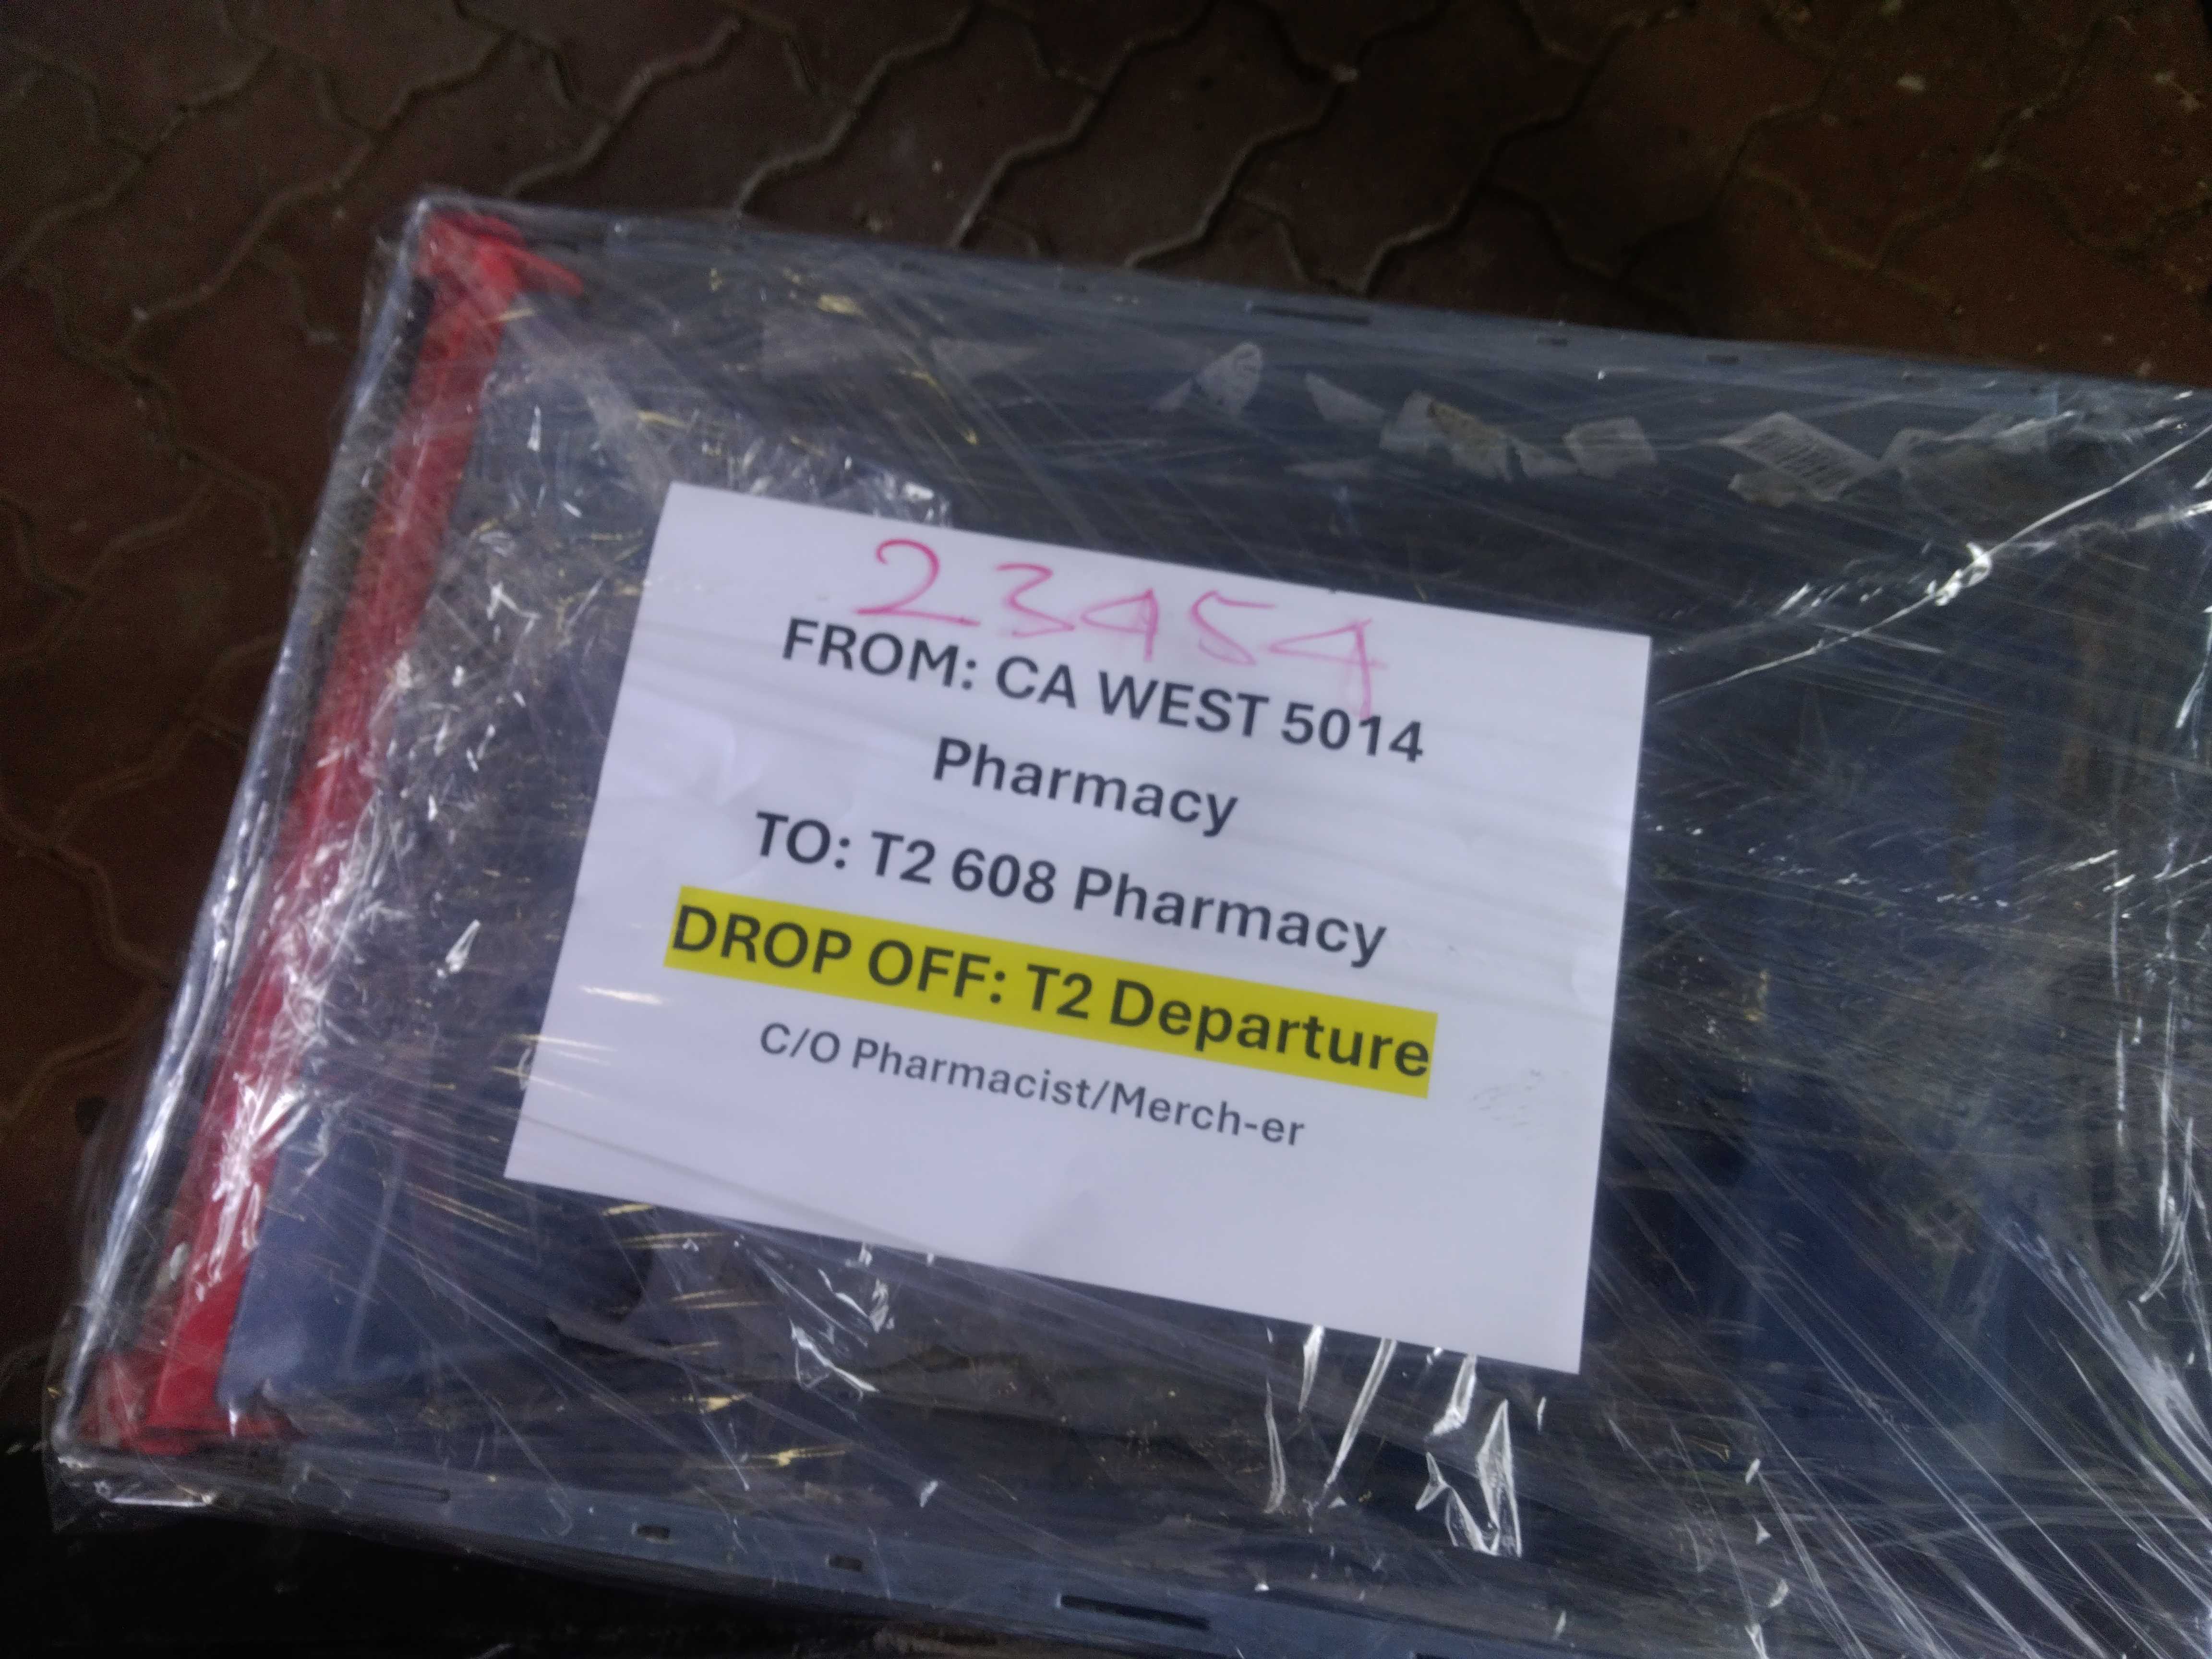 23454
FROM: CA WEST 5014
Pharmacy
TO: T2 608 Pharmacy
DROP OFF: T2 Departure
C/O Pharmacist/Merch-er